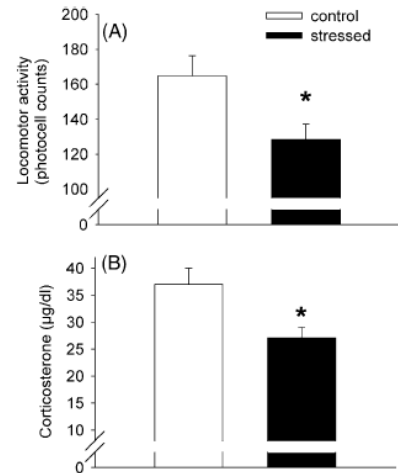 (A)
control
stressed
Locomotor activity
(photocell counts)
200
180
160
140
120
100
0
*
(B)
Corticosterone (µg/dl)
40
35
30
25
20
15
10
0
*